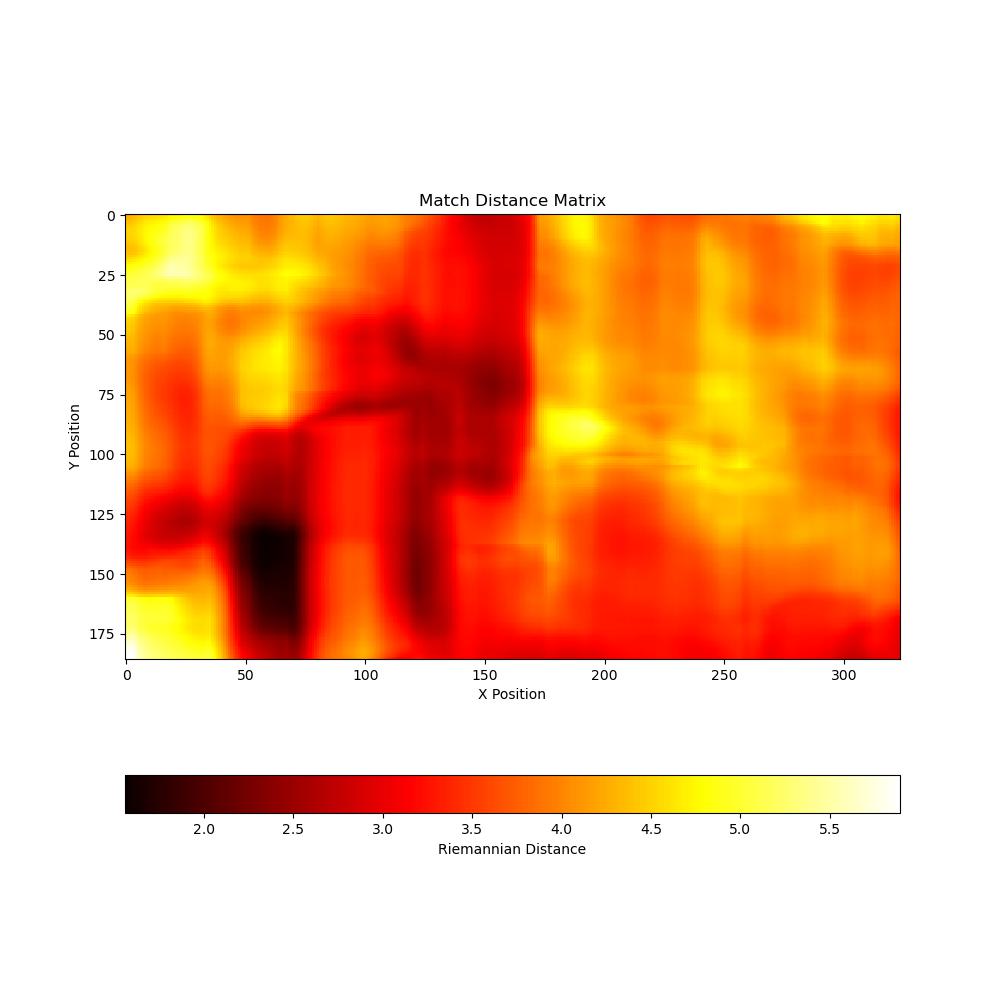 Match Distance Matrix
0
25
50
75
100
125
150
175
Y Position
0 50 100 150 200 250 300
X Position
2.0 2.5 3.0 3.5 4.0 4.5 5.0 5.5
Riemannian Distance